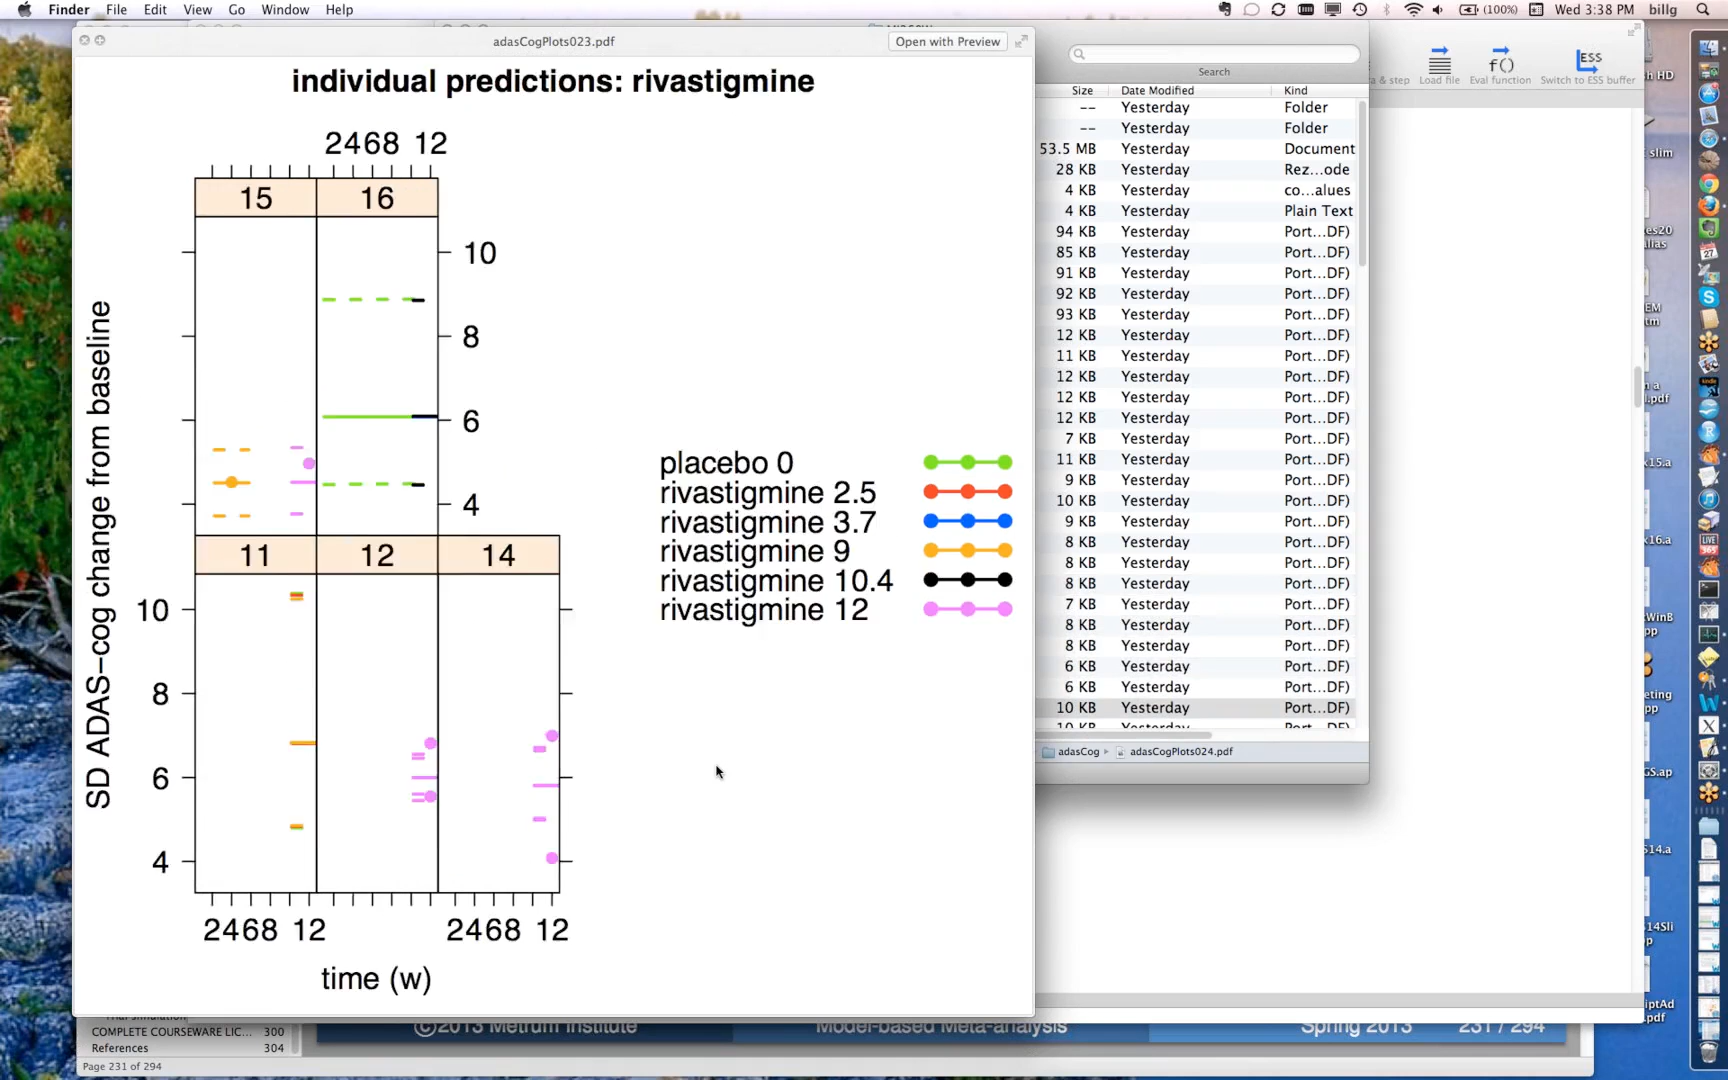 Finder File Edit View Go Window Help
(100%) Wed 3:38 PM billg
adasCogPlots023.pdf
Open with Preview
individual predictions: rivastigmine
2468 12
15 16
10
8
6
4
SD ADAS-cog change from baseline
11 12 14
10
8
6
4
2468 12 2468 12
time (w)
placebo 0
rivastigmine 2.5
rivastigmine 3.7
rivastigmine 9
rivastigmine 10.4
rivastigmine 12
Search
Load file Eval function Switch to ESS buffer
& step
Size Date Modified Kind
-- Yesterday Folder
-- Yesterday Folder
53.5 MB Yesterday Document
28 KB Yesterday Rez...ode
4 KB Yesterday co...alues
4 KB Yesterday Plain Text
94 KB Yesterday Port...DF)
85 KB Yesterday Port...DF)
91 KB Yesterday Port...DF)
92 KB Yesterday Port...DF)
93 KB Yesterday Port...DF)
12 KB Yesterday Port...DF)
11 KB Yesterday Port...DF)
12 KB Yesterday Port...DF)
12 KB Yesterday Port...DF)
12 KB Yesterday Port...DF)
7 KB Yesterday Port...DF)
11 KB Yesterday Port...DF)
9 KB Yesterday Port...DF)
10 KB Yesterday Port...DF)
9 KB Yesterday Port...DF)
8 KB Yesterday Port...DF)
8 KB Yesterday Port...DF)
8 KB Yesterday Port...DF)
7 KB Yesterday Port...DF)
8 KB Yesterday Port...DF)
8 KB Yesterday Port...DF)
6 KB Yesterday Port...DF)
6 KB Yesterday Port...DF)
10 KB Yesterday Port...DF)
adasCog adasCogPlots024.pdf
COMPLETE COURSEWARE LIC... 300
References 304
Page 231 of 294
©2013 Metrum Institute Model-based Meta-analysis Spring 2013 231 / 294